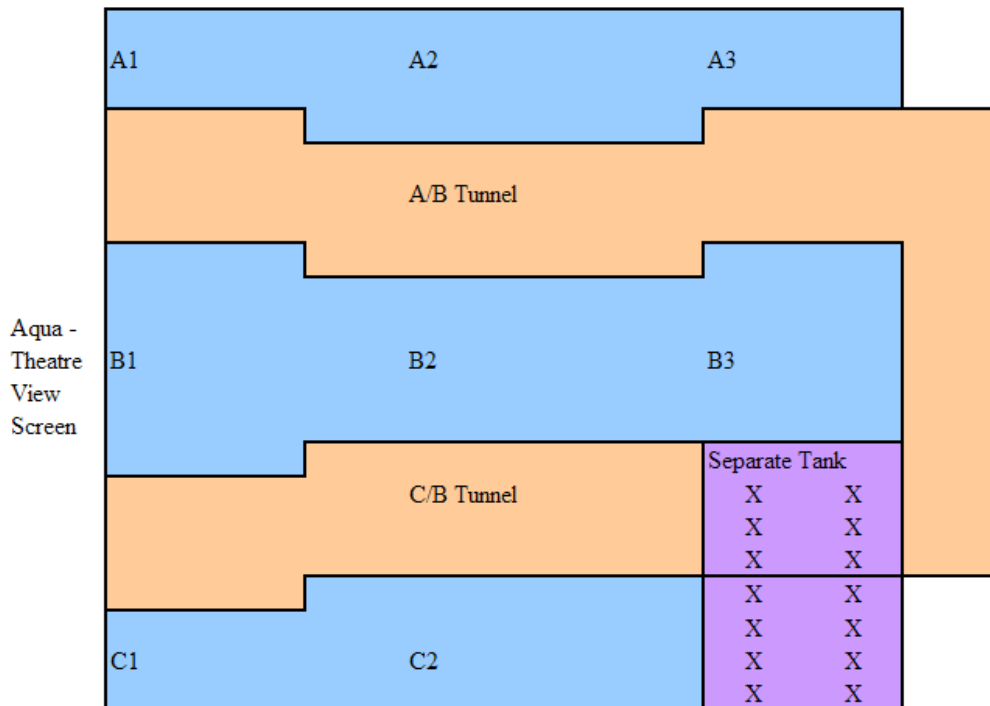 A1 A2 A3
A/B Tunnel
Aqua -
Theatre
View
Screen
B1 B2 B3
Separate Tank
X X
C/B Tunnel
X X
X X
X X
X X
C1 C2
X X
X X